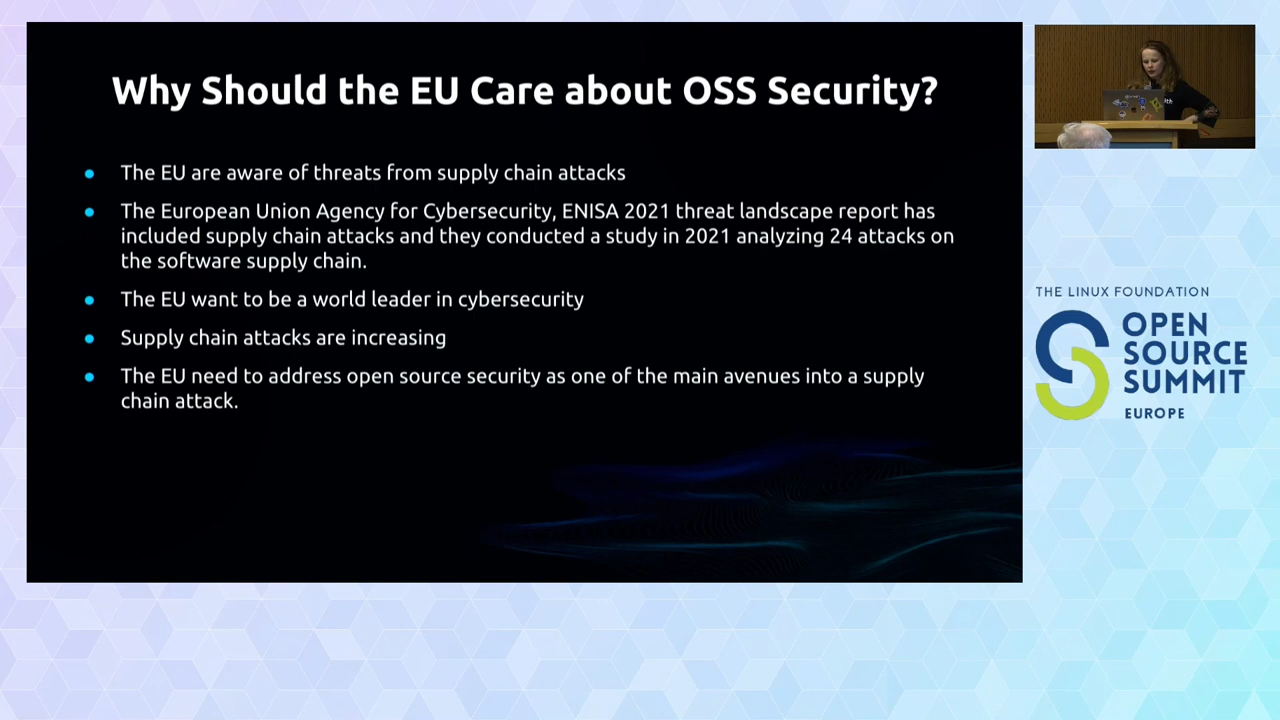 Why Should the EU Care about OSS Security?
The EU are aware of threats from supply chain attacks
The European Union Agency for Cybersecurity, ENISA 2021 threat landscape report has
included supply chain attacks and they conducted a study in 2021 analyzing 24 attacks on
the software supply chain.
The EU want to be a world leader in cybersecurity
Supply chain attacks are increasing
The EU need to address open source security as one of the main avenues into a supply
chain attack.
THE LINUX FOUNDATION
OPEN
SOURCE
SUMMIT
EUROPE